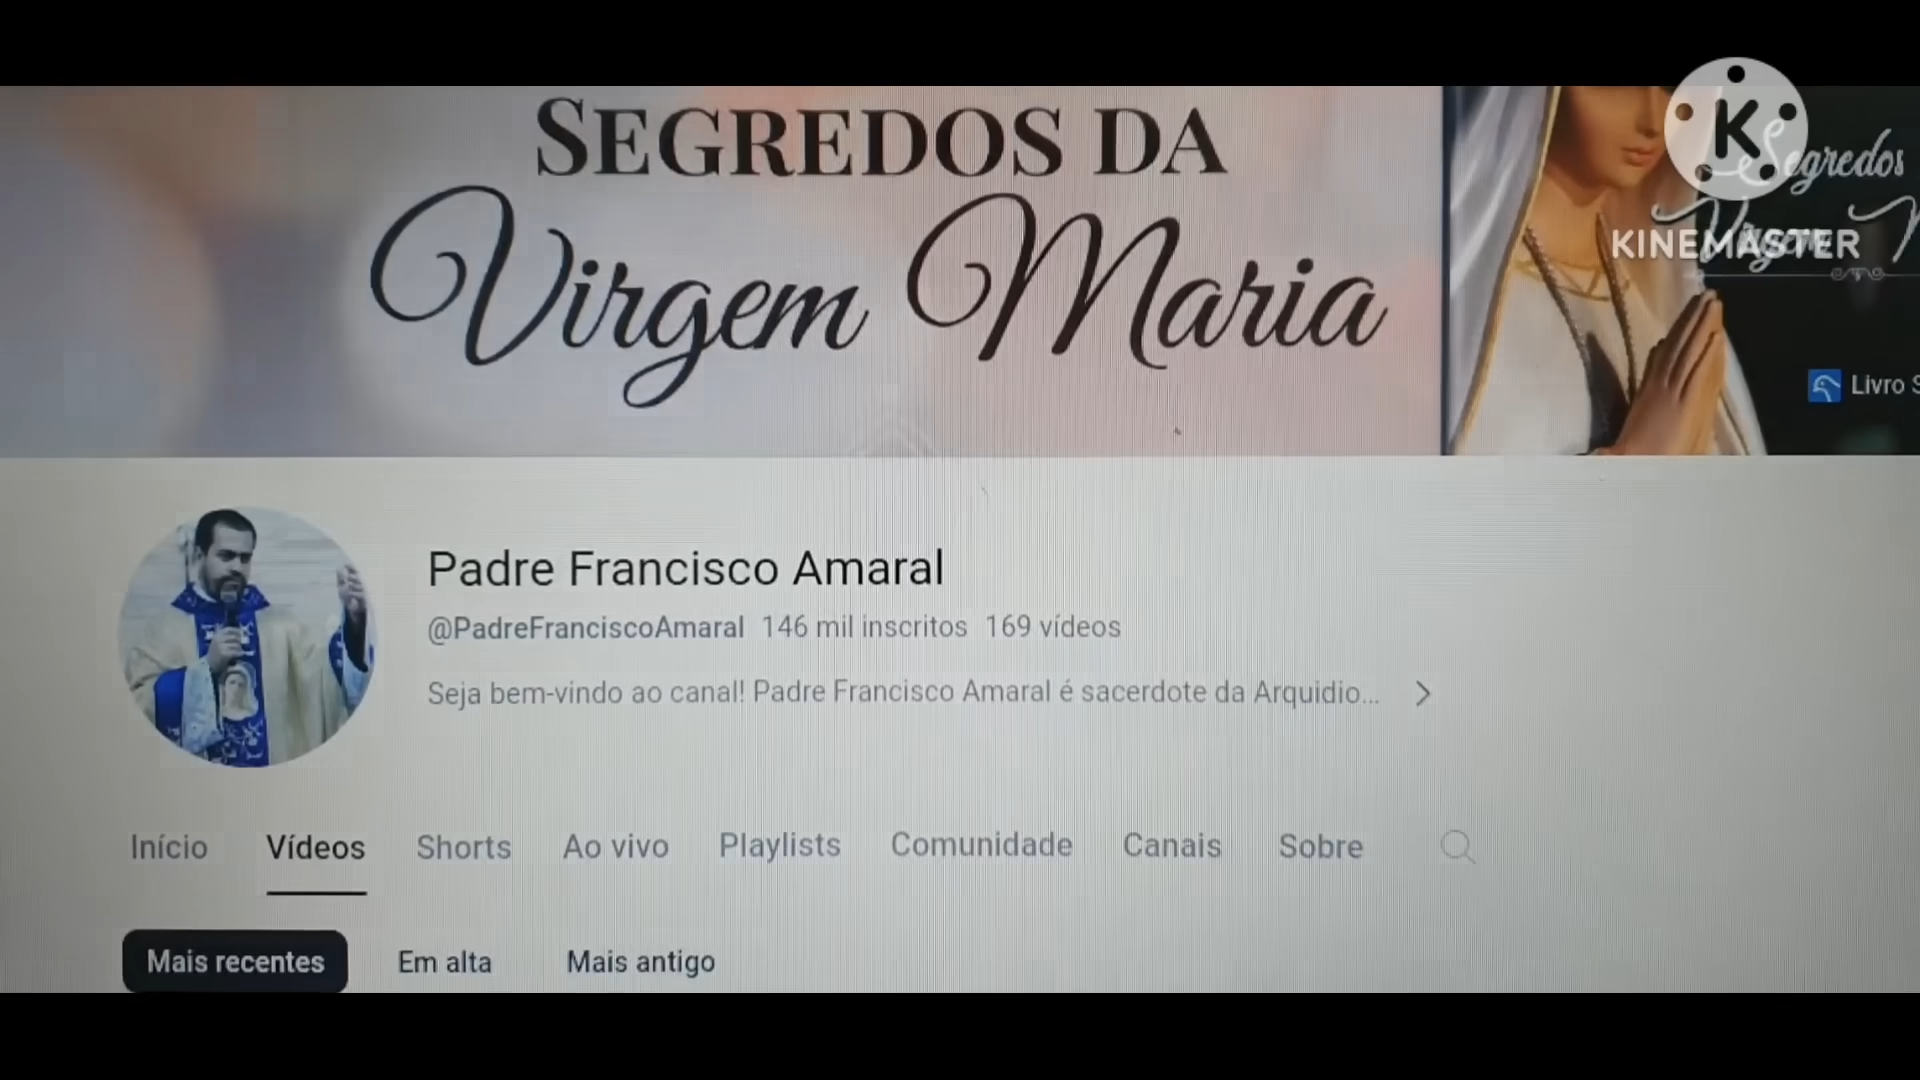 SEGREDOS DA
Virgem Maria
Segredos
K
KINEMASTER
Livro S
Padre Francisco Amaral
@PadreFranciscoAmaral 146 mil inscritos 169 vídeos
Seja bem-vindo ao canal! Padre Francisco Amaral é sacerdote da Arquidio...
Início Vídeos Shorts Ao vivo Playlists Comunidade Canais Sobre
Mais recentes Em alta Mais antigo